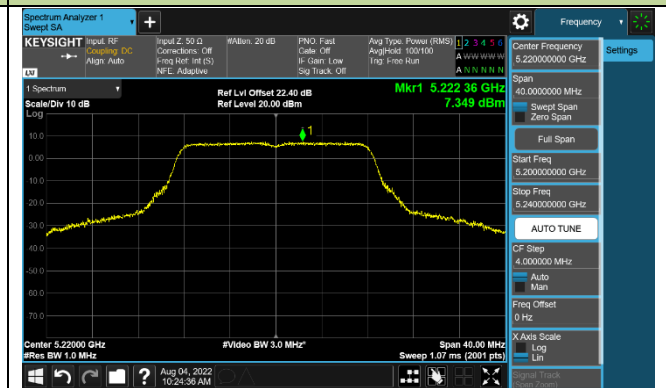 Spectrum Analyzer 1
Swept SA
+
Frequency
KEYSIGHT
Input: RF
Coupling: DC
Align: Auto
Input Z: 50 Ω
Corrections: Off
Freq Ref: Int (S)
NFE: Adaptive
#Atten: 20 dB
PNO: Fast
Gate: Off
IF Gain: Low
Sig Track: Off
Avg Type: Power (RMS)
Avg|Hold: 100/100
Trig: Free Run
1 2 3 4 5 6
A WW WW W
A N N N N N
LXI
1 Spectrum
Scale/Div 10 dB
Log
Ref Lvl Offset 22.40 dB
Ref Level 20.00 dBm
Mkr1 5.222 36 GHz
7.349 dBm
1
10.0
0.00
-10.0
-20.0
-30.0
-40.0
-50.0
-60.0
-70.0
Center 5.22000 GHz
#Res BW 1.0 MHz
#Video BW 3.0 MHz*
Span 40.00 MHz
Sweep 1.07 ms (2001 pts)
Center Frequency
5.220000000 GHz
Settings
Span
40.0000000 MHz
Swept Span
Zero Span
Full Span
Start Freq
5.200000000 GHz
Stop Freq
5.240000000 GHz
AUTO TUNE
CF Step
4.000000 MHz
Auto
Man
Freq Offset
0 Hz
X Axis Scale
Log
Lin
Signal Track
(Span Zoom)
?
Aug 04, 2022
10:24:36 AM